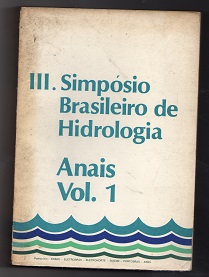 III. Simpósio
Brasileiro de
Hidrologia
Anais
Vol. 1